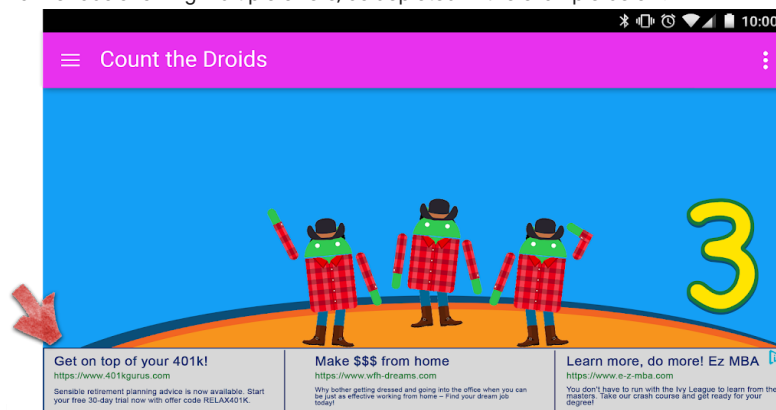 10:00
Count the Droids
3
Get on top of your 401k!
https://www.401kgurus.com
Sensible retirement planning advice is now available. Start
your free 30-day trial now with offer code RELAX401K.
Make $$$ from home
https://www.wfh-dreams.com
Why bother getting dressed and going into the office when you can
be just as effective working from home – Find your dream job
today!
Learn more, do more! Ez MBA
https://www.e-z-mba.com
You don't have to run with the Ivy League to learn from the
masters. Take our crash course and get ready for your
degree!